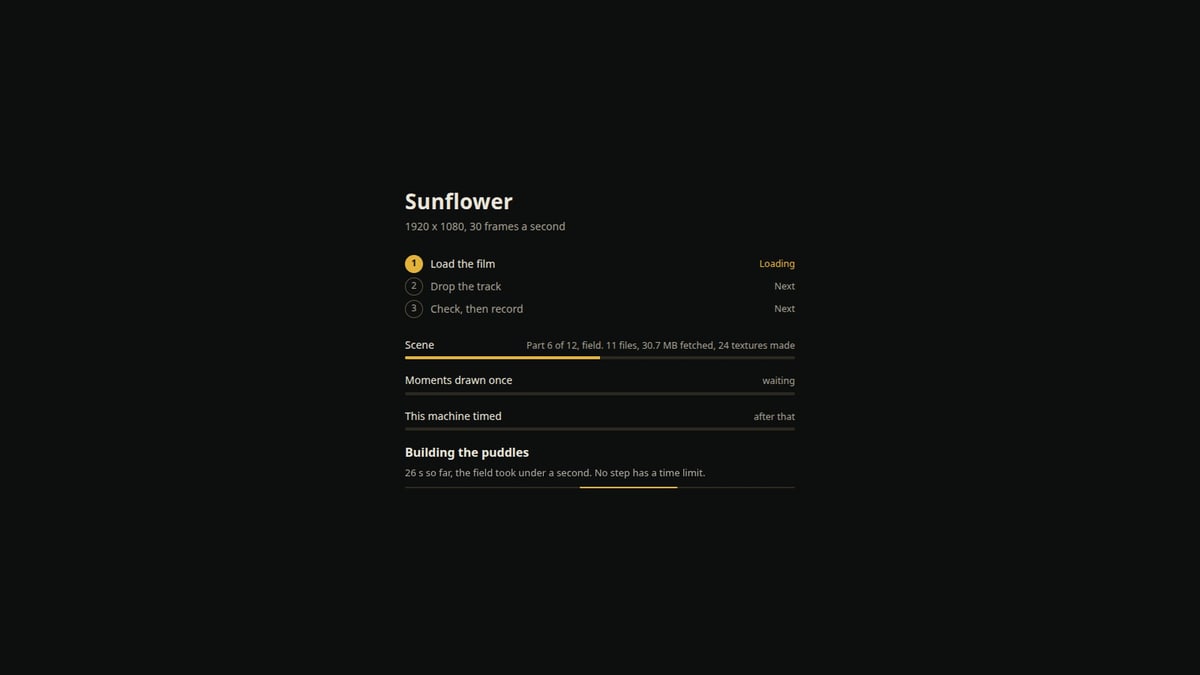 Sunflower
1920 x 1080, 30 frames a second
1 Load the film Loading
2 Drop the track Next
3 Check, then record Next
Scene Part 6 of 12, field. 11 files, 30.7 MB fetched, 24 textures made
Moments drawn once waiting
This machine timed after that
Building the puddles
26 s so far, the field took under a second. No step has a time limit.